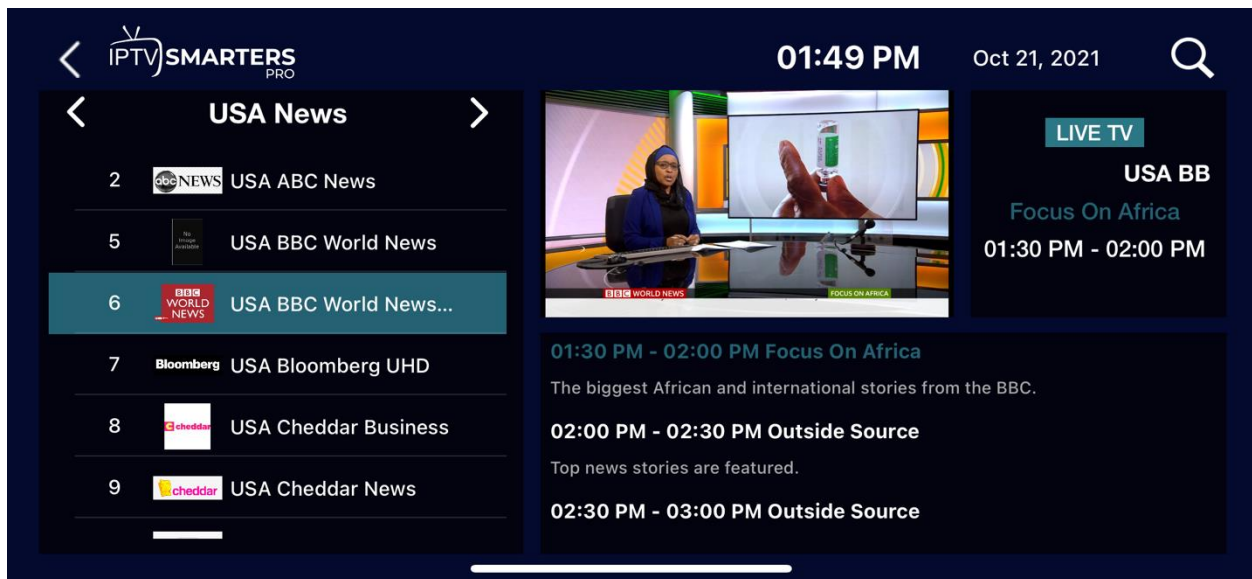 IPTV SMARTERS
PRO
01:49 PM
Oct 21, 2021
USA News
2 abc NEWS USA ABC News
5 No Image Available USA BBC World News
6 BBC WORLD NEWS USA BBC World News...
7 Bloomberg USA Bloomberg UHD
8 cheddar USA Cheddar Business
9 cheddar USA Cheddar News
BBC WORLD NEWS
FOCUS ON AFRICA
LIVE TV
USA BB
Focus On Africa
01:30 PM - 02:00 PM
01:30 PM - 02:00 PM Focus On Africa
The biggest African and international stories from the BBC.
02:00 PM - 02:30 PM Outside Source
Top news stories are featured.
02:30 PM - 03:00 PM Outside Source